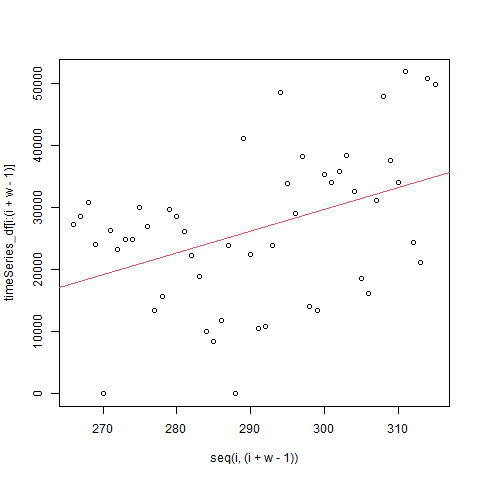 timeSeries_df[i:(i + w - 1)]
50000
40000
30000
20000
10000
0
270 280 290 300 310
seq(i, (i + w - 1))